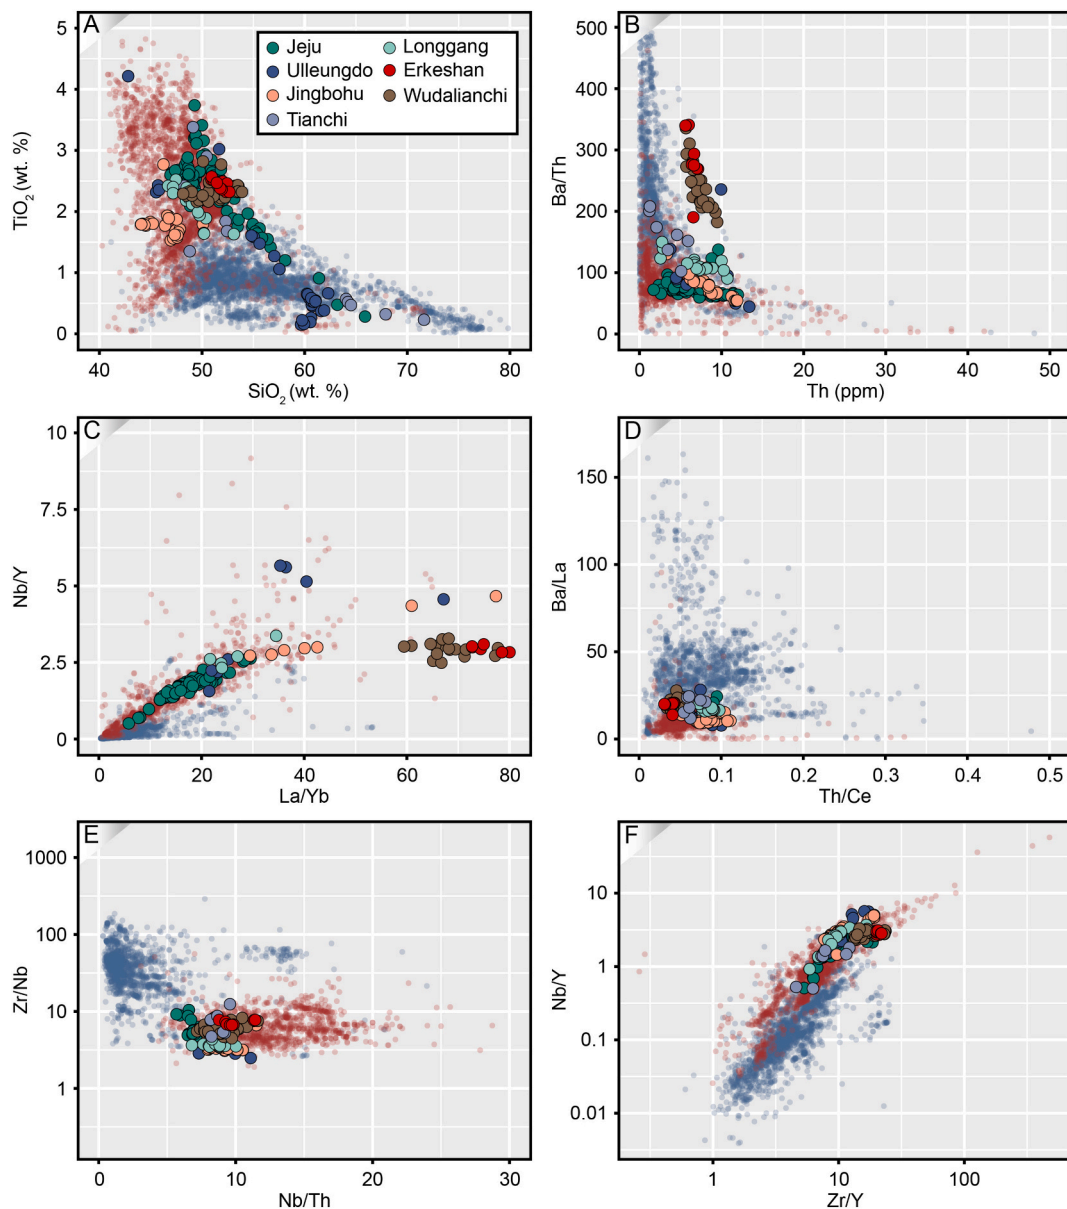 A
TiO2 (wt. %)
5
4
3
2
1
0
40
50
60
70
80
SiO2 (wt. %)
Jeju
Ulleungdo
Jingbohu
Tianchi
Longgang
Erkeshan
Wudalianchi
B
Ba/Th
500
400
300
200
100
0
0
10
20
30
40
50
Th (ppm)
C
Nb/Y
10
7.5
5
2.5
0
0
20
40
60
80
La/Yb
D
Ba/La
150
100
50
0
0
0.1
0.2
0.3
0.4
0.5
Th/Ce
E
Zr/Nb
1000
100
10
1
0
10
20
30
Nb/Th
F
Nb/Y
10
1
0.1
0.01
1
10
100
Zr/Y